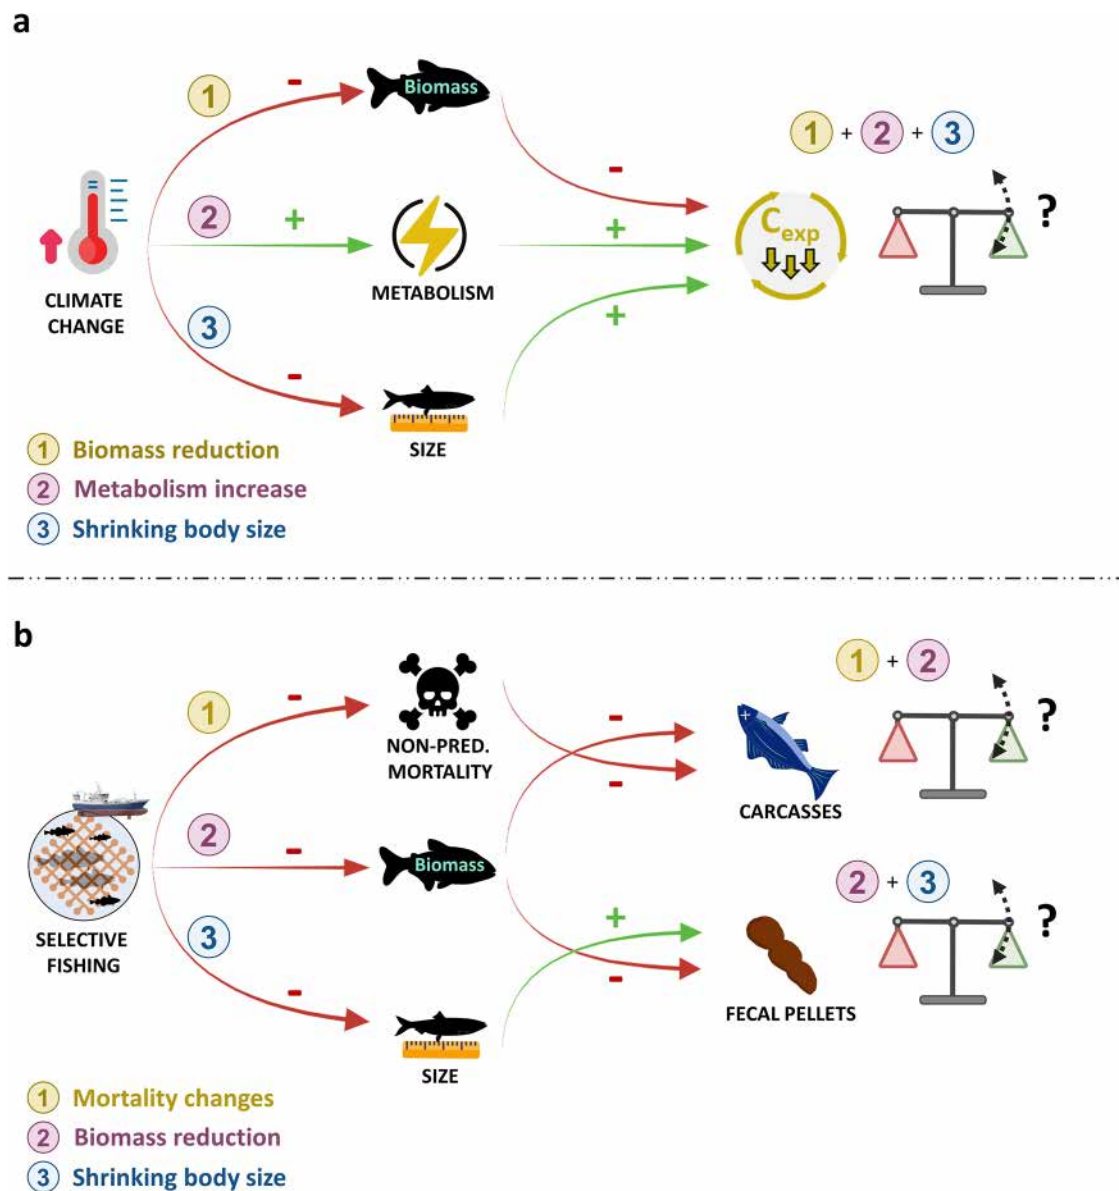 a
1
-
Biomass
1 + 2 + 3
-
2
+
+
C exp
?
CLIMATE
CHANGE
METABOLISM
+
3
-
SIZE
1 Biomass reduction
2 Metabolism increase
3 Shrinking body size
b
1
-
NON-PRED.
MORTALITY
-
-
CARCASSES
1 + 2
?
2
-
Biomass
2 + 3
+
-
?
SELECTIVE
FISHING
3
-
FECAL PELLETS
SIZE
1 Mortality changes
2 Biomass reduction
3 Shrinking body size